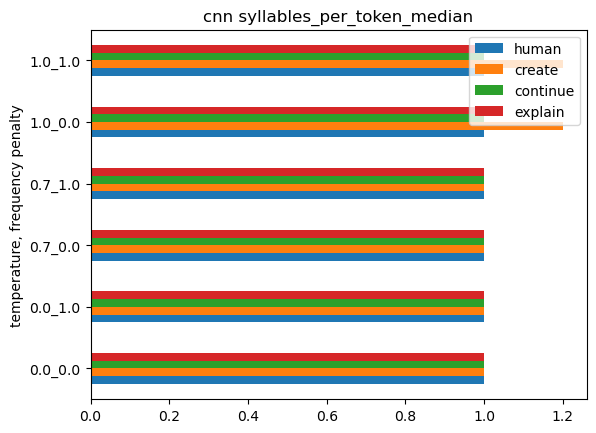 cnn syllables_per_token_median
temperature, frequency penalty
1.0_1.0
1.0_0.0
0.7_1.0
0.7_0.0
0.0_1.0
0.0_0.0
human
create
continue
explain
0.0 0.2 0.4 0.6 0.8 1.0 1.2